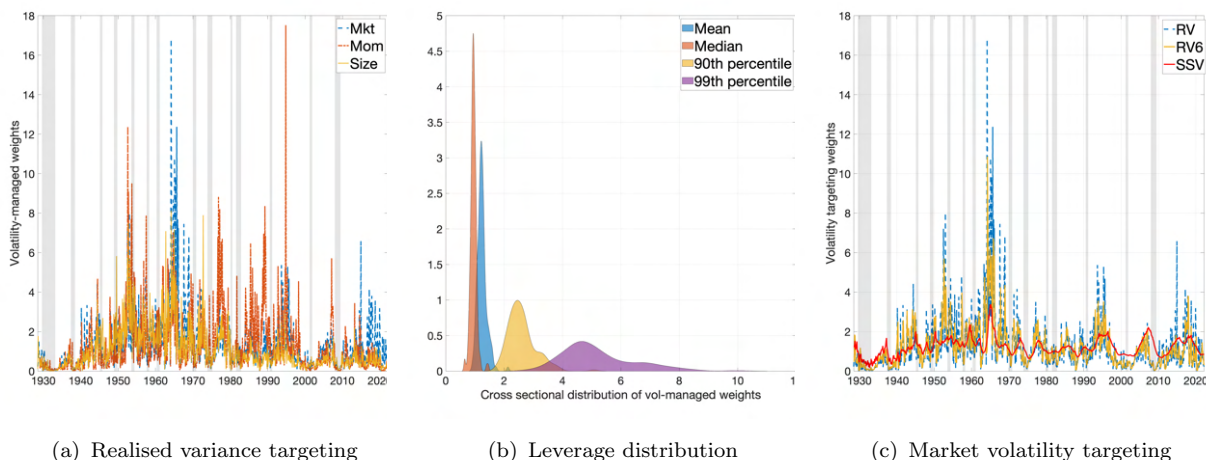 18
16
14
12
10
8
6
4
2
0
Volatility-managed weights
1930 1940 1950 1960 1970 1980 1990 2000 2010 202
Mkt
Mom
Size
(a) Realised variance targeting
5
4.5
4
3.5
3
2.5
2
1.5
1
0.5
0
0 2 4 6 8 10 1
Mean
Median
90th percentile
99th percentile
Cross sectional distribution of vol-managed weights
(b) Leverage distribution
18
16
14
12
10
8
6
4
2
0
Volatility targeting weights
1930 1940 1950 1960 1970 1980 1990 2000 2010 202
RV
RV6
SSV
(c) Market volatility targeting